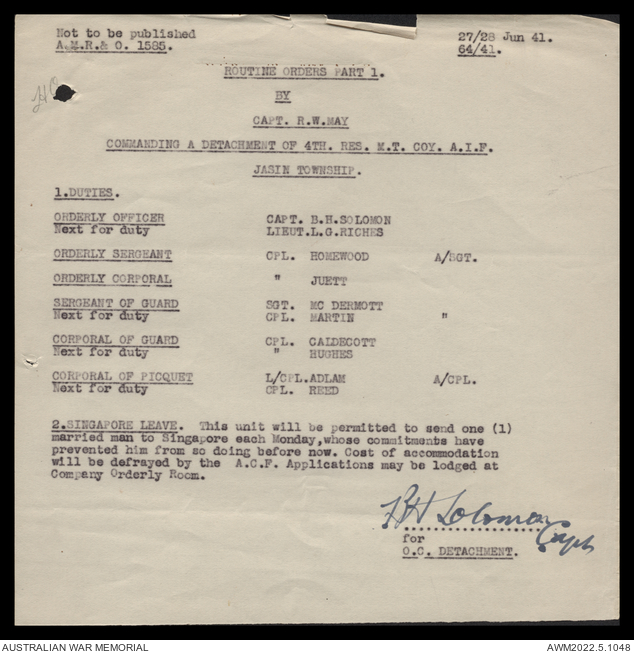 Not to be published
A.M.R.& O. 1585.
27/28 Jun 41.
64/41.
ROUTINE ORDERS PART 1.
BY
CAPT. R.W.MAY
COMMANDING A DETACHMENT OF 4TH. RES. M.T. COY. A.I.F.
JASIN TOWNSHIP.
1.DUTIES.
ORDERLY OFFICER CAPT. B.H.SOLOMON
Next for duty LIEUT.L.G.RICHES
ORDERLY SERGEANT CPL. HOMEWOOD A/SGT.
ORDERLY CORPORAL " JUETT
SERGEANT OF GUARD SGT. MC DERMOTT
Next for duty CPL. MARTIN "
CORPORAL OF GUARD CPL. CALDECOTT
Next for duty " HUGHES
CORPORAL OF PICQUET L/CPL.ADLAM A/CPL.
Next for duty CPL. REED
2.SINGAPORE LEAVE. This unit will be permitted to send one (1)
married man to Singapore each Monday,whose commitments have
prevented him from so doing before now. Cost of accommodation
will be defrayed by the A.C.F. Applications may be lodged at
Company Orderly Room.
BH Solomon Capt
for
O.C. DETACHMENT.
AUSTRALIAN WAR MEMORIAL
AWM2022.5.1048